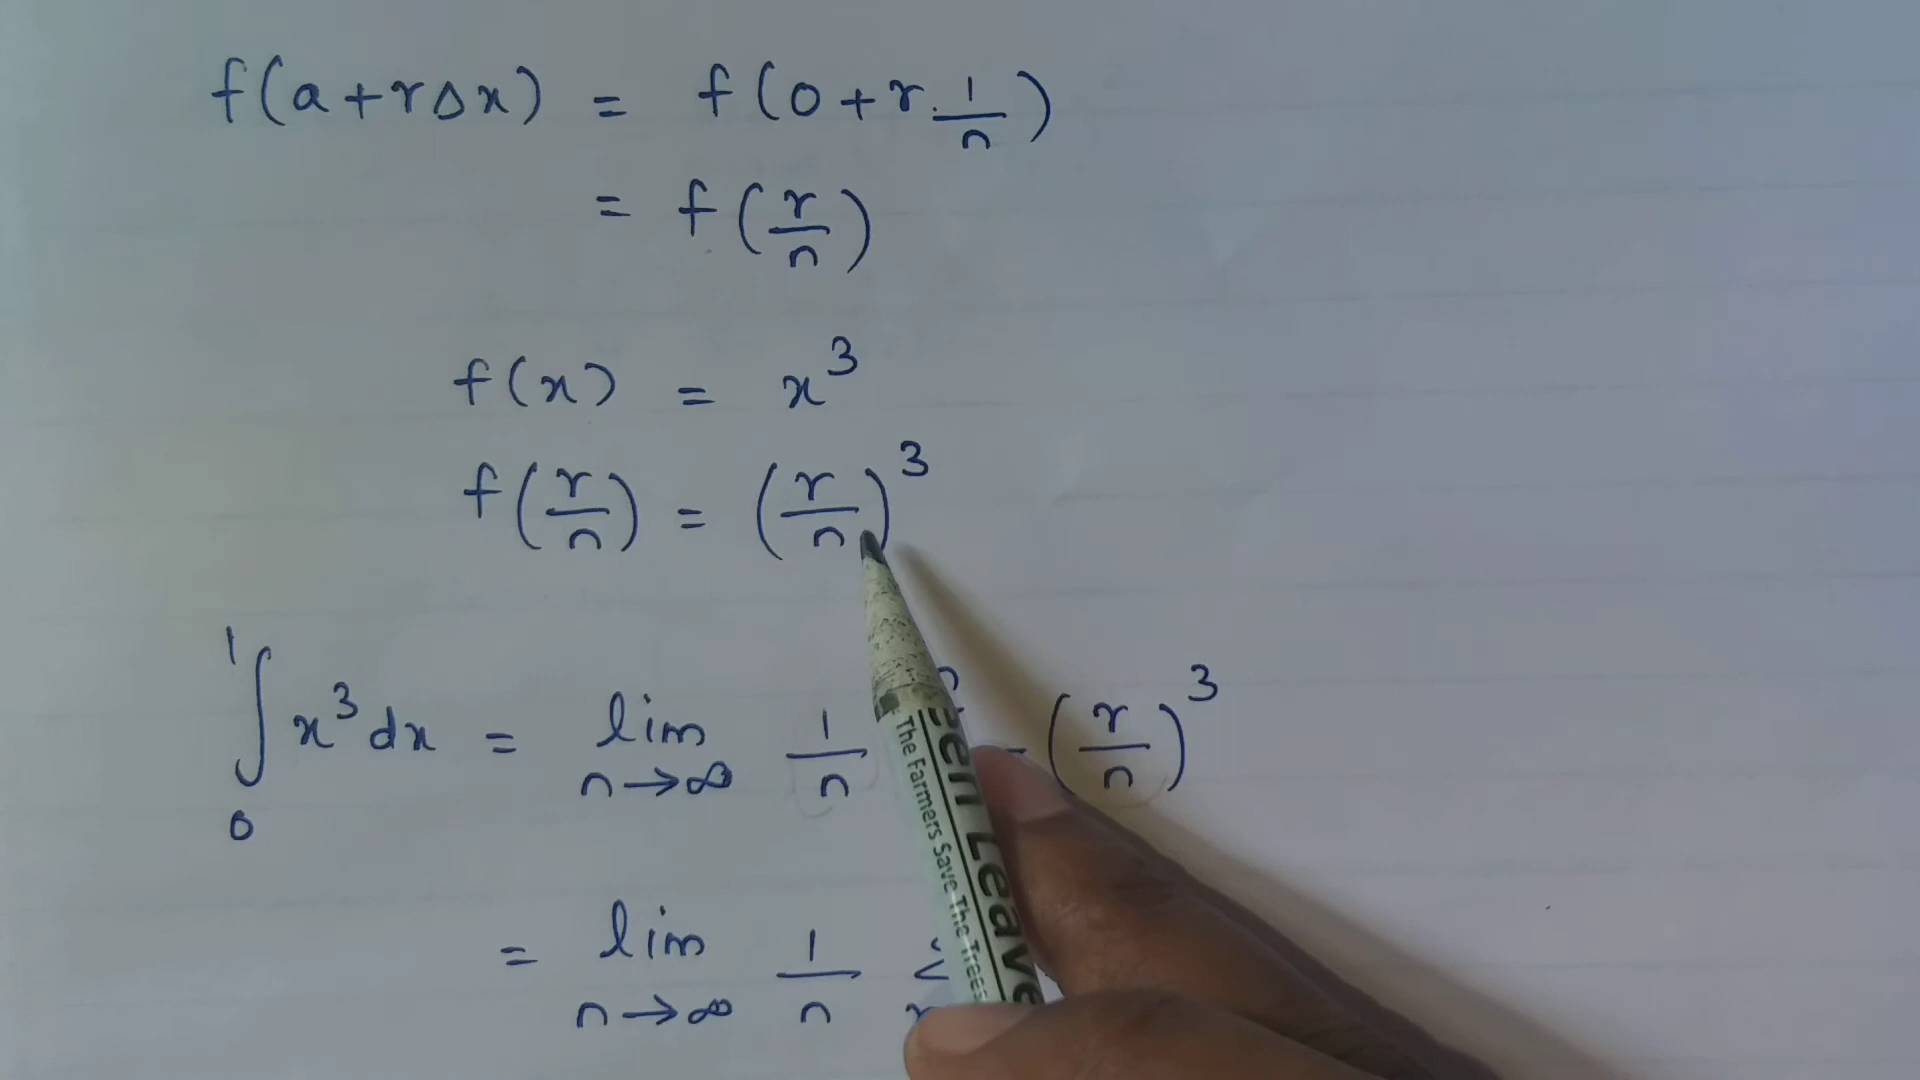 f(a+rΔx) = f(0+r.1/n)
= f(r/n)
f(x) = x³
f(r/n) = (r/n)³
∫₀¹ x³dx = lim n→∞ 1/n (r/n)³
= lim n→∞ 1/n
The Farmers Save The Trees